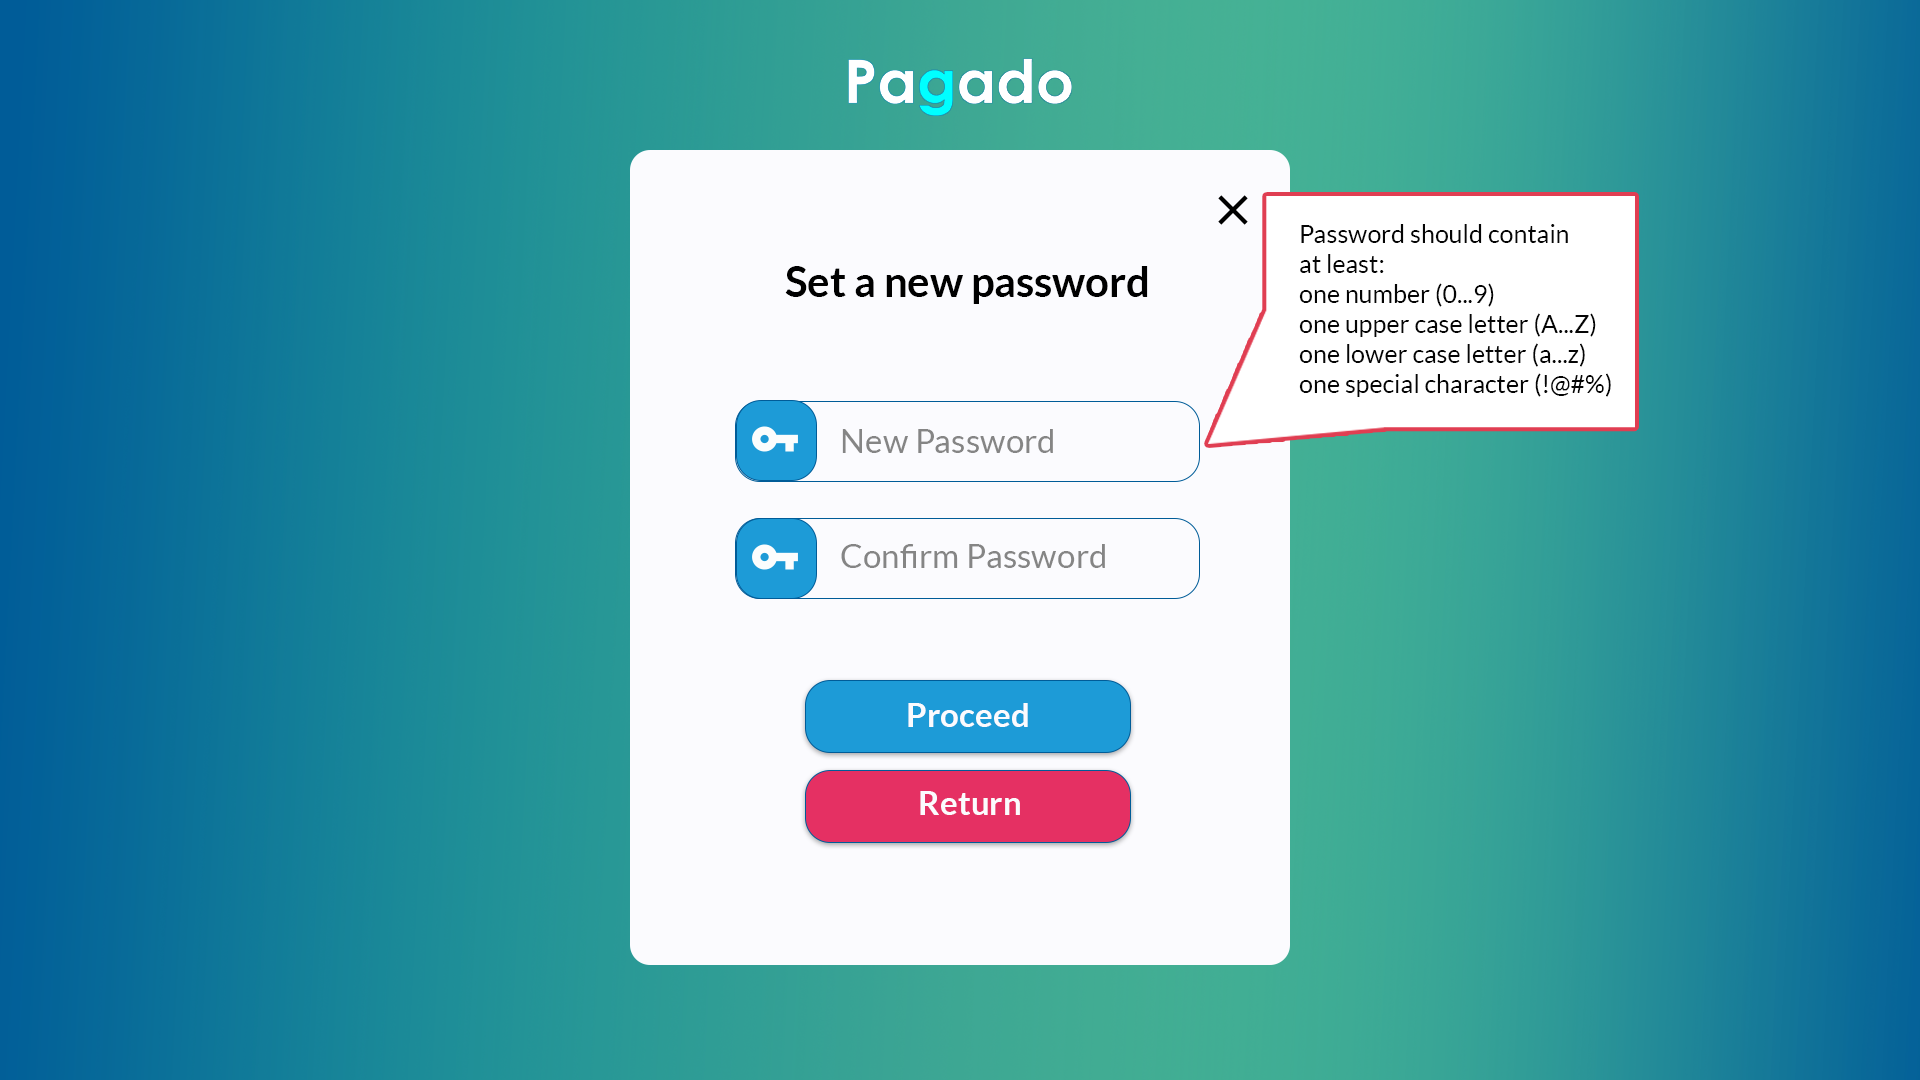 Pagado
Set a new password
Password should contain
at least:
one number (0...9)
one upper case letter (A...Z)
one lower case letter (a...z)
one special character (!@#%)
New Password
Confirm Password
Proceed
Return